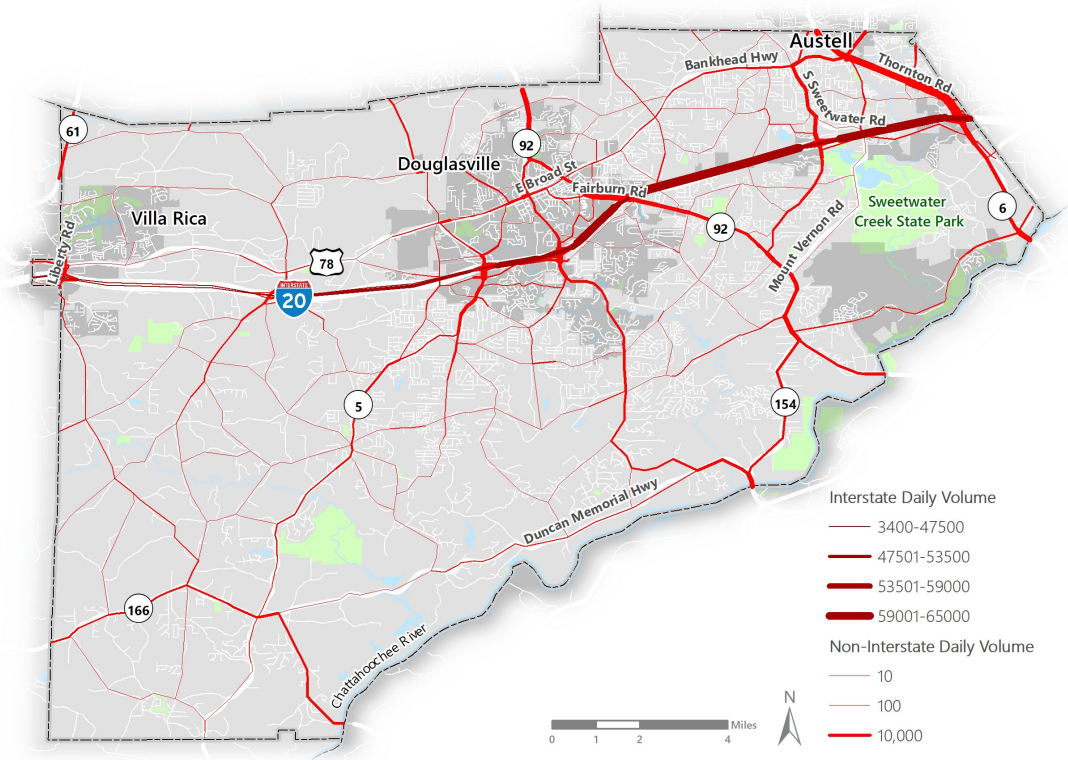 Austell
Bankhead Hwy
Thornton Rd
S Sweetwater Rd
61
92
Douglasville
E Broad St
Fairburn Rd
Villa Rica
Sweetwater
Creek State Park
6
92
Liberty Rd
78
Mount Vernon Rd
INTERSTATE
20
5
154
Duncan Memorial Hwy
166
Chattahoochee River
Interstate Daily Volume
3400-47500
47501-53500
53501-59000
59001-65000
Non-Interstate Daily Volume
10
100
10,000
N
Miles
0 1 2 4